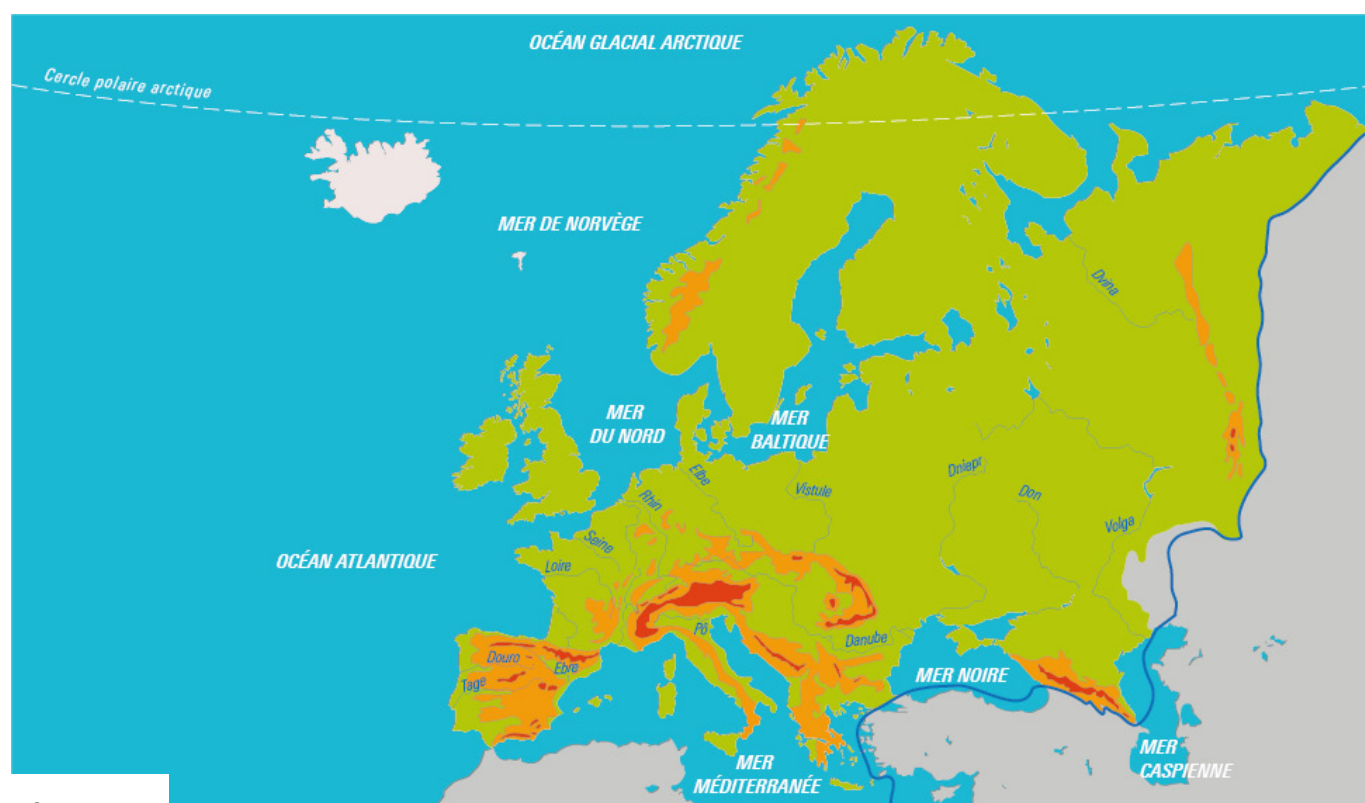 OCÉAN GLACIAL ARCTIQUE
Cercle polaire arctique
MER DE NORVÈGE
Dvina
MER
DU NORD
MER
BALTIQUE
Elbe
Rhin
Vistule
Dniepr
Don
Volga
Seine
OCÉAN ATLANTIQUE
Loire
Pô
Danube
Douro
Ebre
Tage
MER NOIRE
MER
CASPIENNE
MER
MÉDITERRANÉE